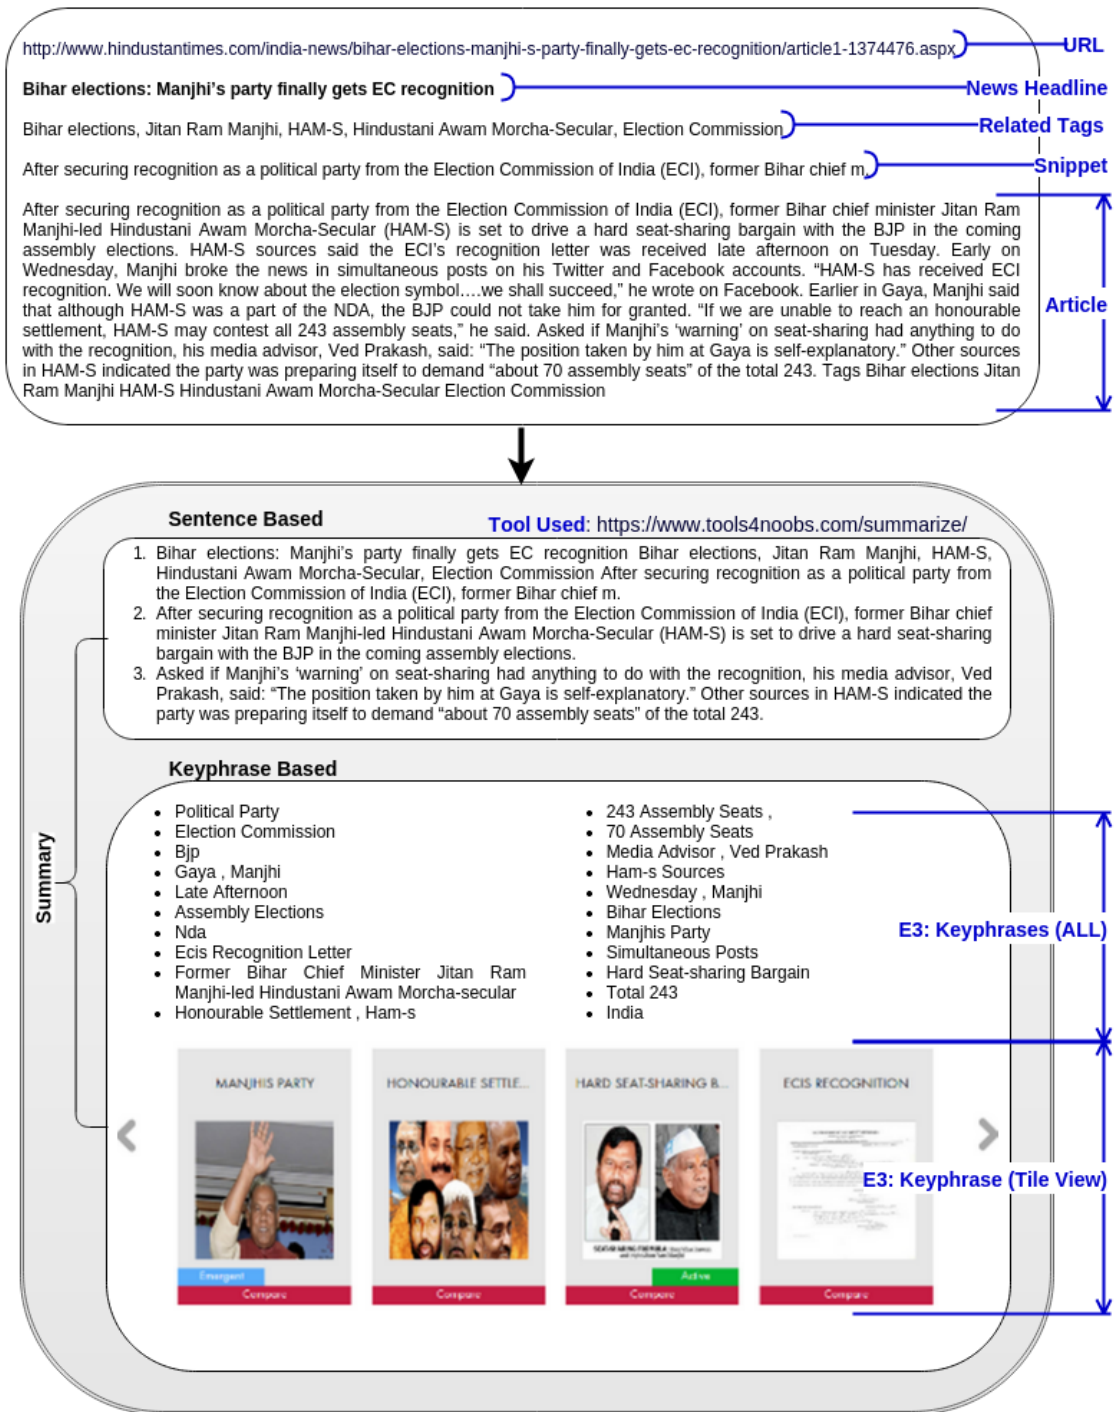 http://www.hindustantimes.com/india-news/bihar-elections-manjhi-s-party-finally-gets-ec-recognition/article1-1374476.aspx
URL
Bihar elections: Manjhi’s party finally gets EC recognition
News Headline
Bihar elections, Jitan Ram Manjhi, HAM-S, Hindustani Awam Morcha-Secular, Election Commission
Related Tags
After securing recognition as a political party from the Election Commission of India (ECI), former Bihar chief m.
Snippet
After securing recognition as a political party from the Election Commission of India (ECI), former Bihar chief minister Jitan Ram
Manjhi-led Hindustani Awam Morcha-Secular (HAM-S) is set to drive a hard seat-sharing bargain with the BJP in the coming
assembly elections. HAM-S sources said the ECI’s recognition letter was received late afternoon on Tuesday. Early on
Wednesday, Manjhi broke the news in simultaneous posts on his Twitter and Facebook accounts. “HAM-S has received ECI
recognition. We will soon know about the election symbol….we shall succeed,” he wrote on Facebook. Earlier in Gaya, Manjhi said
that although HAM-S was a part of the NDA, the BJP could not take him for granted. “If we are unable to reach an honourable
settlement, HAM-S may contest all 243 assembly seats,” he said. Asked if Manjhi’s ‘warning’ on seat-sharing had anything to do
with the recognition, his media advisor, Ved Prakash, said: “The position taken by him at Gaya is self-explanatory.” Other sources
in HAM-S indicated the party was preparing itself to demand “about 70 assembly seats” of the total 243. Tags Bihar elections Jitan
Ram Manjhi HAM-S Hindustani Awam Morcha-Secular Election Commission
Article
Sentence Based
Tool Used: https://www.tools4noobs.com/summarize/
1. Bihar elections: Manjhi’s party finally gets EC recognition Bihar elections, Jitan Ram Manjhi, HAM-S,
Hindustani Awam Morcha-Secular, Election Commission After securing recognition as a political party from
the Election Commission of India (ECI), former Bihar chief m.
2. After securing recognition as a political party from the Election Commission of India (ECI), former Bihar chief
minister Jitan Ram Manjhi-led Hindustani Awam Morcha-Secular (HAM-S) is set to drive a hard seat-sharing
bargain with the BJP in the coming assembly elections.
3. Asked if Manjhi’s ‘warning’ on seat-sharing had anything to do with the recognition, his media advisor, Ved
Prakash, said: “The position taken by him at Gaya is self-explanatory.” Other sources in HAM-S indicated the
party was preparing itself to demand “about 70 assembly seats” of the total 243.
Summary
Keyphrase Based
• Political Party
• Election Commission
• Bjp
• Gaya , Manjhi
• Late Afternoon
• Assembly Elections
• Nda
• Ecis Recognition Letter
• Former Bihar Chief Minister Jitan Ram
Manjhi-led Hindustani Awam Morcha-secular
• Honourable Settlement , Ham-s
• 243 Assembly Seats ,
• 70 Assembly Seats
• Media Advisor , Ved Prakash
• Ham-s Sources
• Wednesday , Manjhi
• Bihar Elections
• Manjhis Party
• Simultaneous Posts
• Hard Seat-sharing Bargain
• Total 243
• India
E3: Keyphrases (ALL)
MANJHIS PARTY
HONOURABLE SETTLE...
HARD SEAT-SHARING B...
ECIS RECOGNITION
E3: Keyphrase (Tile View)
SEAT-SHARING FORMULA:
Emergent
Active
Compare
Compare
Compare
Compare